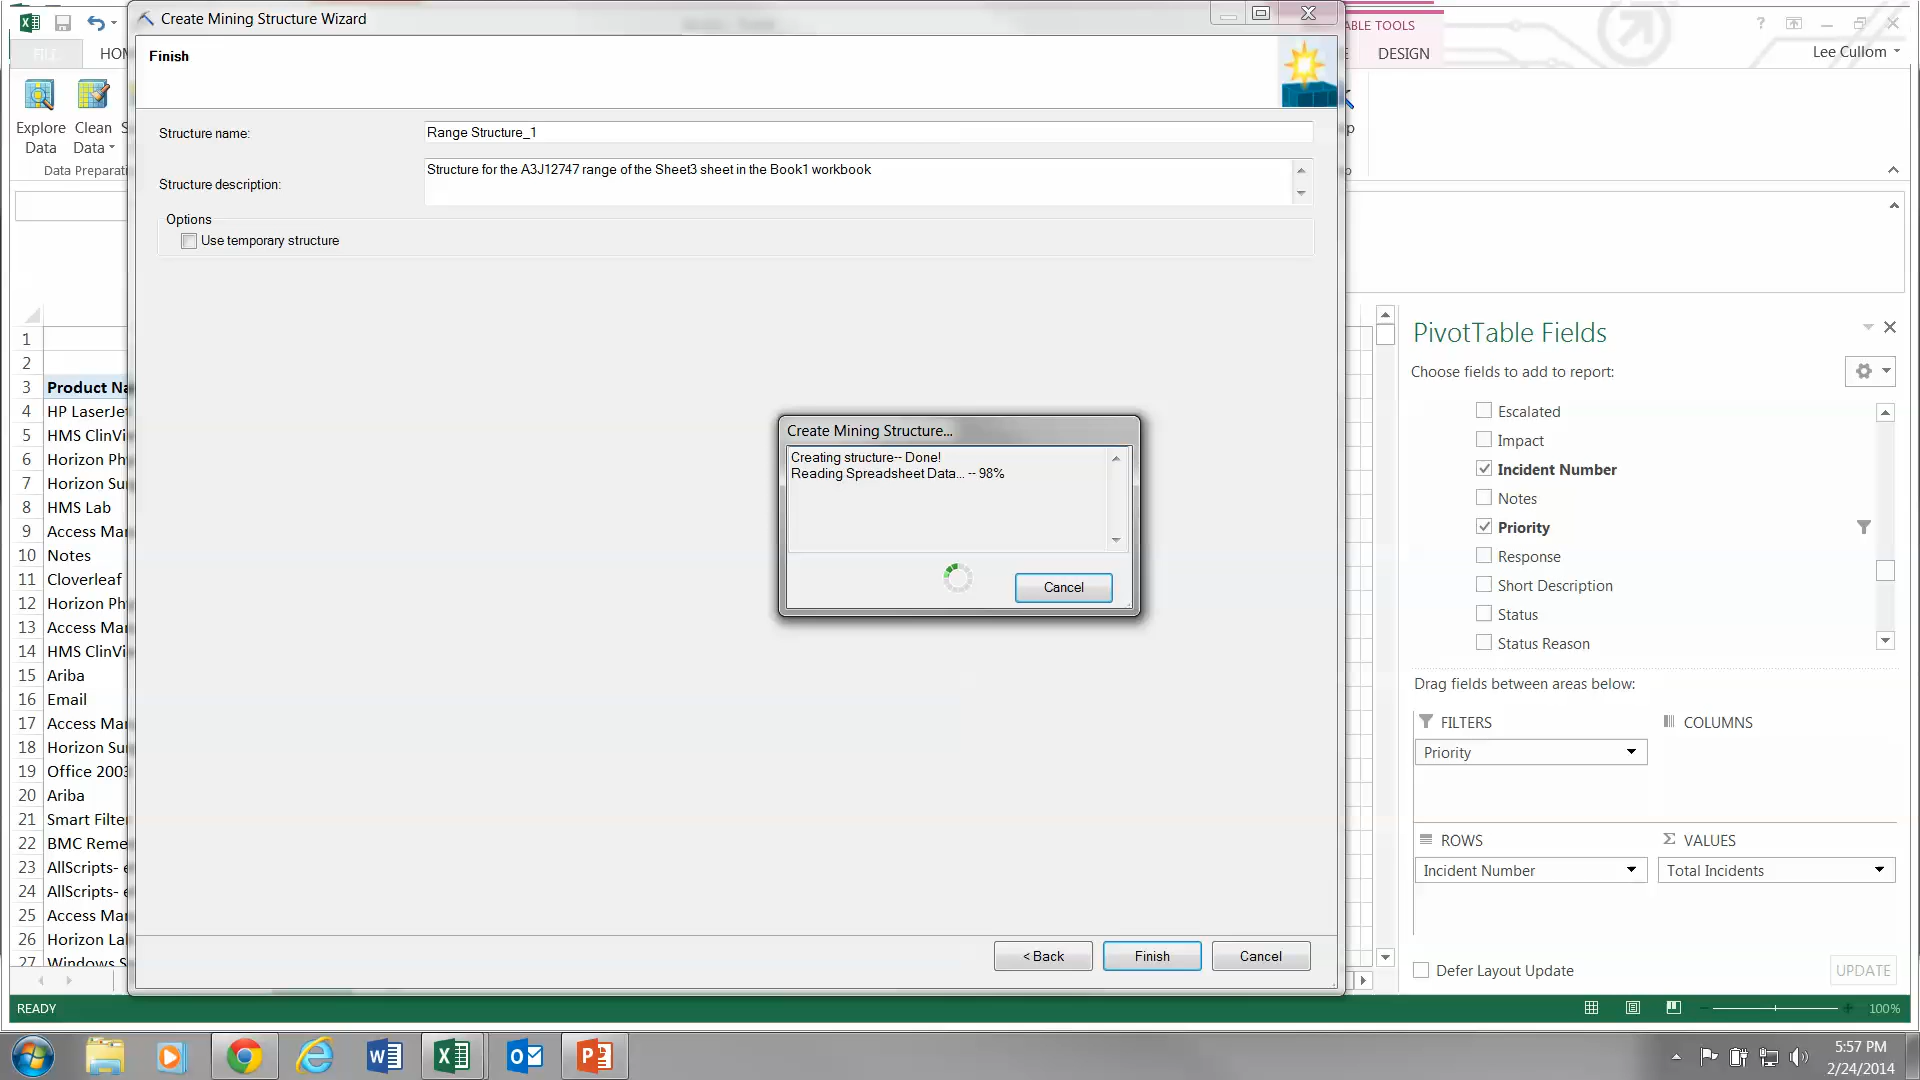 Create Mining Structure Wizard
ABLE TOOLS
FIL
HOM
DESIGN
Lee Cullom
Finish
Explore
Data
Clean
Data
S
Data Preparati
p
Structure name:
Range Structure_1
Structure description:
Structure for the A3J12747 range of the Sheet3 sheet in the Book1 workbook
Options
Use temporary structure
1
2
3 Product Na
4 HP LaserJet
5 HMS ClinVi
6 Horizon Ph
7 Horizon Su
8 HMS Lab
9 Access Man
10 Notes
11 Cloverleaf
12 Horizon Ph
13 Access Man
14 HMS ClinVi
15 Ariba
16 Email
17 Access Man
18 Horizon Su
19 Office 2003
20 Ariba
21 Smart Filte
22 BMC Reme
23 AllScripts- e
24 AllScripts- e
25 Access Man
26 Horizon La
27 Windows S
Create Mining Structure...
Creating structure-- Done!
Reading Spreadsheet Data... -- 98%
Cancel
< Back
Finish
Cancel
PivotTable Fields
Choose fields to add to report:
Escalated
Impact
Incident Number
Notes
Priority
Response
Short Description
Status
Status Reason
Drag fields between areas below:
FILTERS
COLUMNS
Priority
ROWS
Σ VALUES
Incident Number
Total Incidents
Defer Layout Update
UPDATE
READY
100%
5:57 PM
2/24/2014